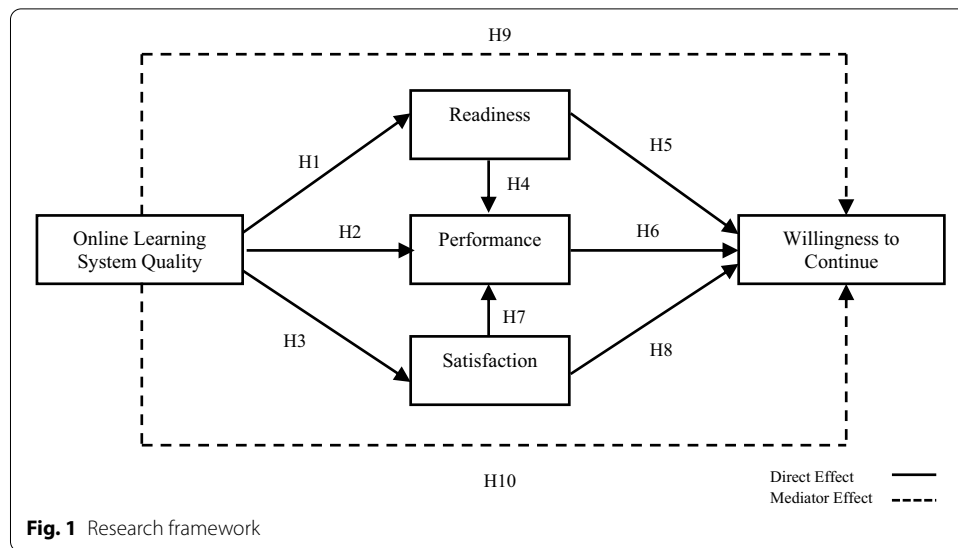 H9
Readiness
H1
H5
H4
Online Learning
System Quality
H2
Performance
H6
Willingness to
Continue
H7
H3
H8
Satisfaction
H10
Direct Effect
Mediator Effect
Fig. 1 Research framework